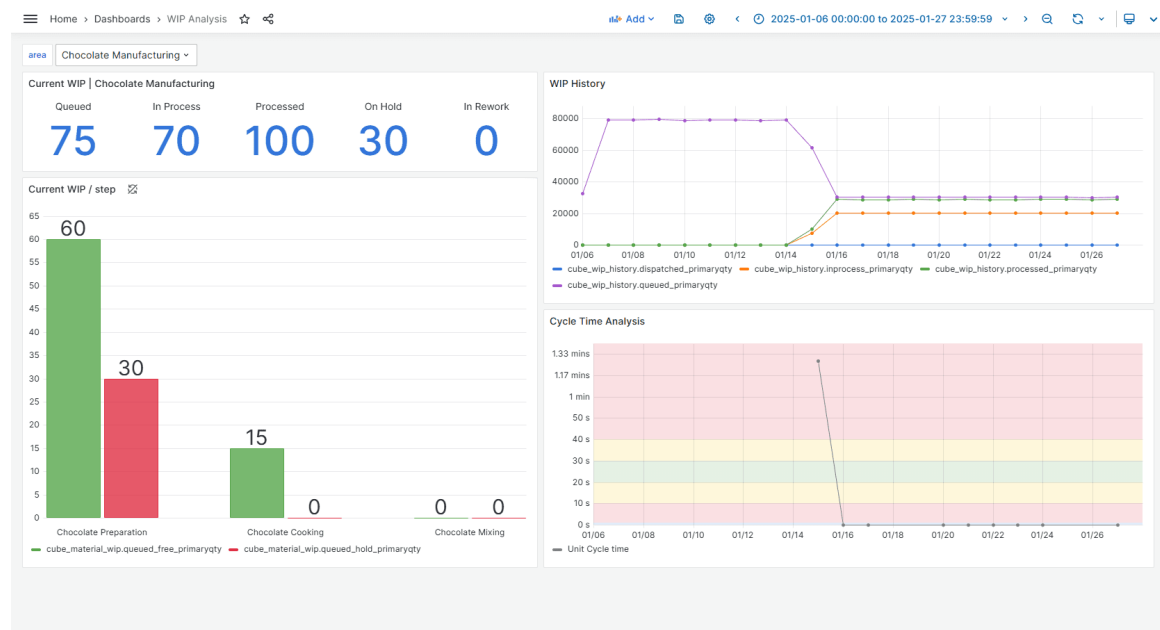 Home › Dashboards › WIP Analysis
Add
2025-01-06 00:00:00 to 2025-01-27 23:59:59
area
Chocolate Manufacturing
Current WIP | Chocolate Manufacturing
Queued
In Process
Processed
On Hold
In Rework
75
70
100
30
0
Current WIP / step
65
60
55
50
45
40
35
30
25
20
15
10
5
0
60
30
15
0
0
0
Chocolate Preparation
Chocolate Cooking
Chocolate Mixing
cube_material_wip.queued_free_primaryqty
cube_material_wip.queued_hold_primaryqty
WIP History
80000
60000
40000
20000
0
01/06
01/08
01/10
01/12
01/14
01/16
01/18
01/20
01/22
01/24
01/26
cube_wip_history.dispatched_primaryqty
cube_wip_history.inprocess_primaryqty
cube_wip_history.processed_primaryqty
cube_wip_history.queued_primaryqty
Cycle Time Analysis
1.33 mins
1.17 mins
1 min
50 s
40 s
30 s
20 s
10 s
0 s
01/06
01/08
01/10
01/12
01/14
01/16
01/18
01/20
01/22
01/24
01/26
Unit Cycle time